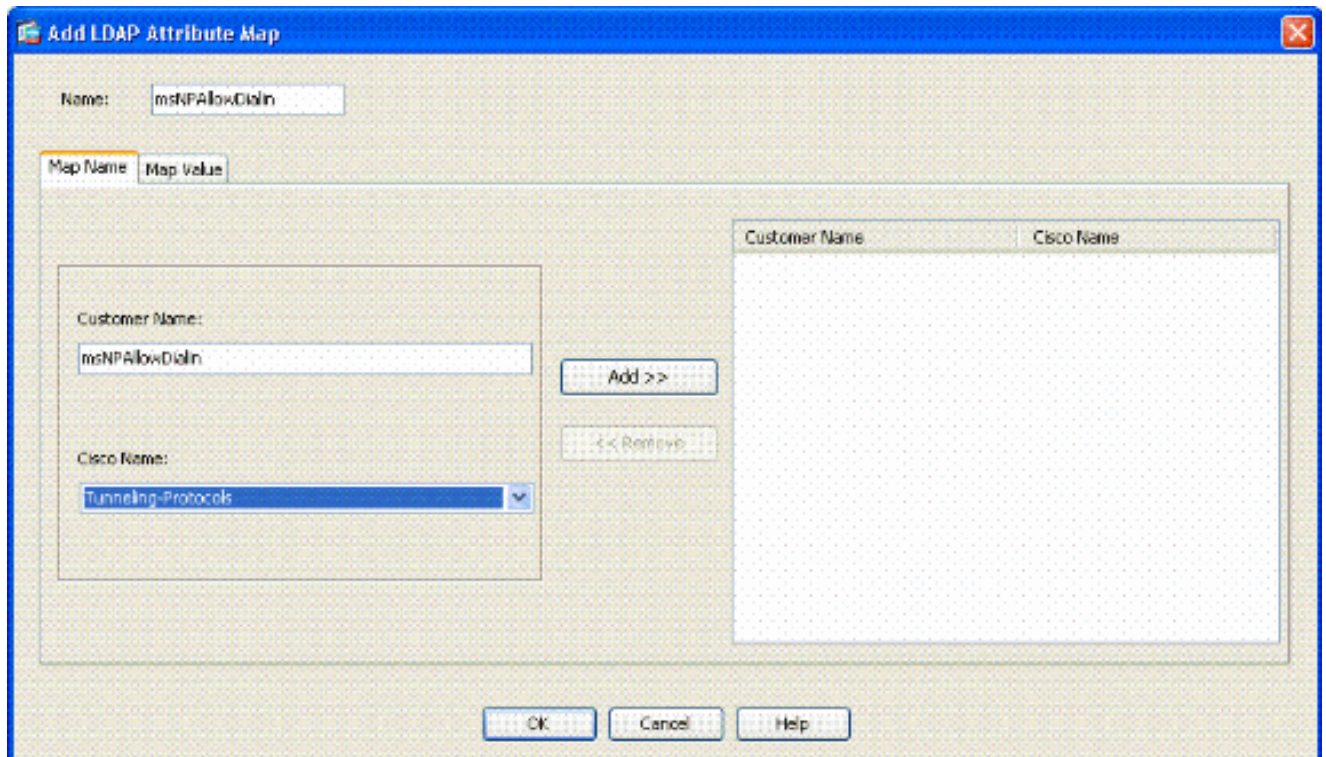 Add LDAP Attribute Map
Name: msNPAllowDialin
Map Name Map Value
Customer Name Cisco Name
Customer Name:
msNPAllowDialin
Add >>
<< Remove
Cisco Name:
Tunneling-Protocols
OK Cancel Help